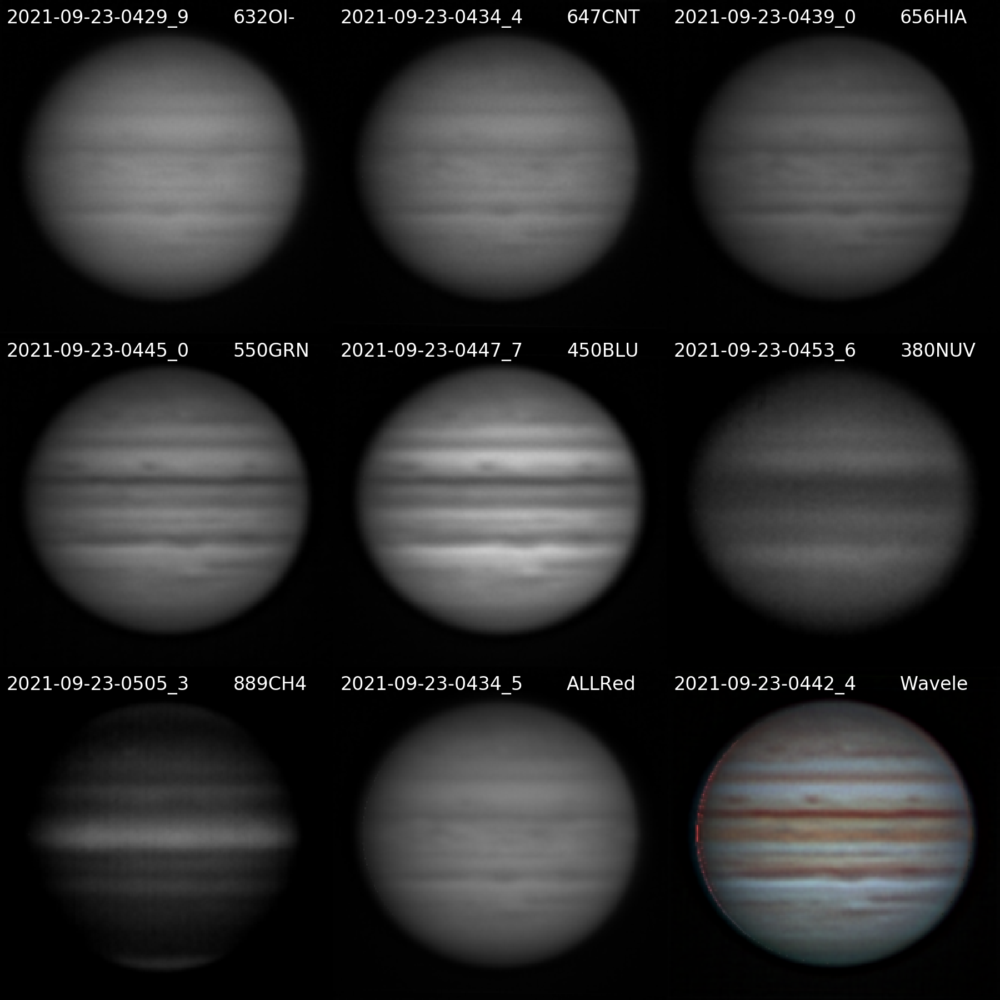 2021-09-23-0429_9 632OI-
2021-09-23-0434_4 647CNT
2021-09-23-0439_0 656HIA
2021-09-23-0445_0 550GRN
2021-09-23-0447_7 450BLU
2021-09-23-0453_6 380NUV
2021-09-23-0505_3 889CH4
2021-09-23-0434_5 ALLRed
2021-09-23-0442_4 Wavele